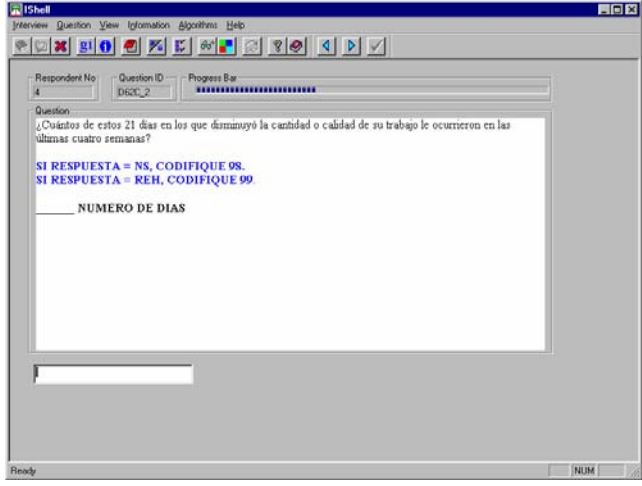 IShell
Interview Question View Information Algorithms Help
g1
Respondent No
Question ID
Progress Bar
4
D62C_2
Question
¿Cuántos de estos 21 días en los que disminuyó la cantidad o calidad de su trabajo le ocurrieron en las
últimas cuatro semanas?
SI RESPUESTA = NS, CODIFIQUE 98.
SI RESPUESTA = REH, CODIFIQUE 99.
______ NUMERO DE DIAS
Ready
NUM